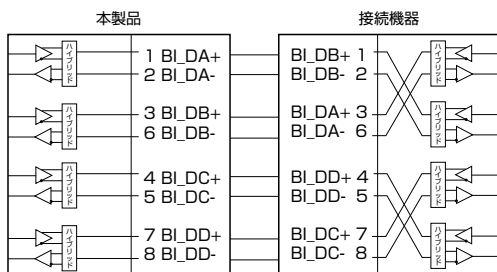 本製品 接続機器
ハイブリッド 1 BI_DA+ BI_DB+ 1 ハイブリッド
2 BI_DA- BI_DB- 2
ハイブリッド 3 BI_DB+ BI_DA+ 3 ハイブリッド
6 BI_DB- BI_DA- 6
ハイブリッド 4 BI_DC+ BI_DD+ 4 ハイブリッド
5 BI_DC- BI_DD- 5
ハイブリッド 7 BI_DD+ BI_DC+ 7 ハイブリッド
8 BI_DD- BI_DC- 8